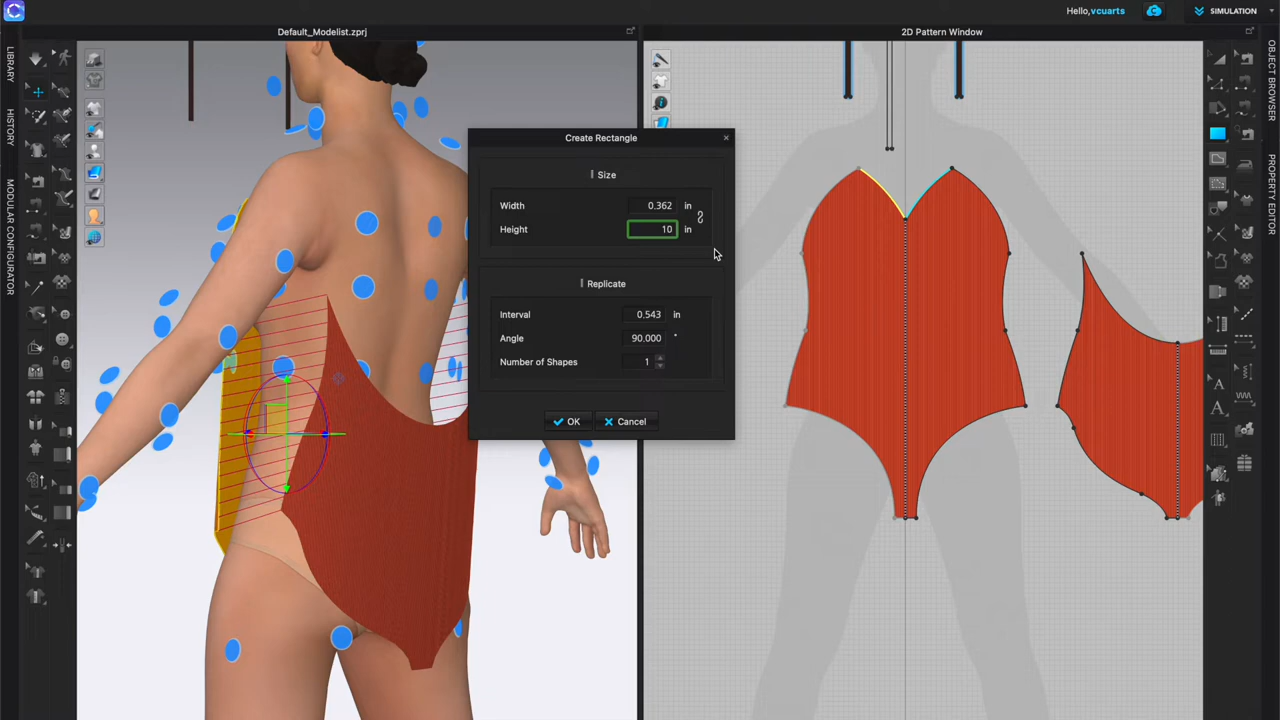 Hello,vcuarts
SIMULATION
Default_Modelist.zprj
2D Pattern Window
LIBRARY
HISTORY
MODULAR CONFIGURATOR
OBJECT BROWSER
PROPERTY EDITOR
Create Rectangle
Size
Width 0.362 in
Height 10 in
Replicate
Interval 0.543 in
Angle 90.000 °
Number of Shapes 1
OK Cancel